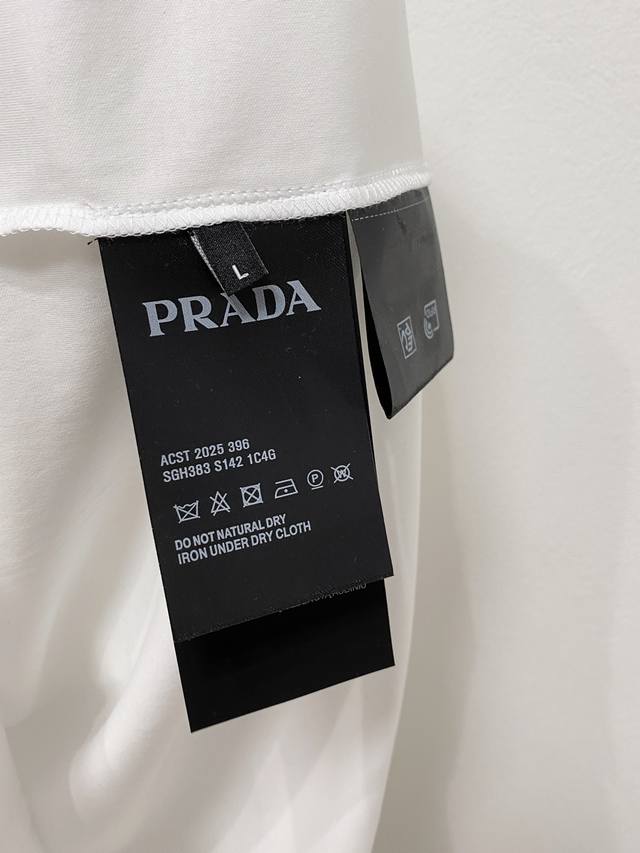 L
PRADA
ACST 2025 396
SGH383 S142 1C4G
DO NOT NATURAL DRY
IRON UNDER DRY CLOTH